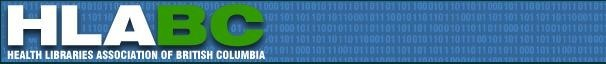 HLABC
HEALTH LIBRARIES ASSOCIATION OF BRITISH COLUMBIA